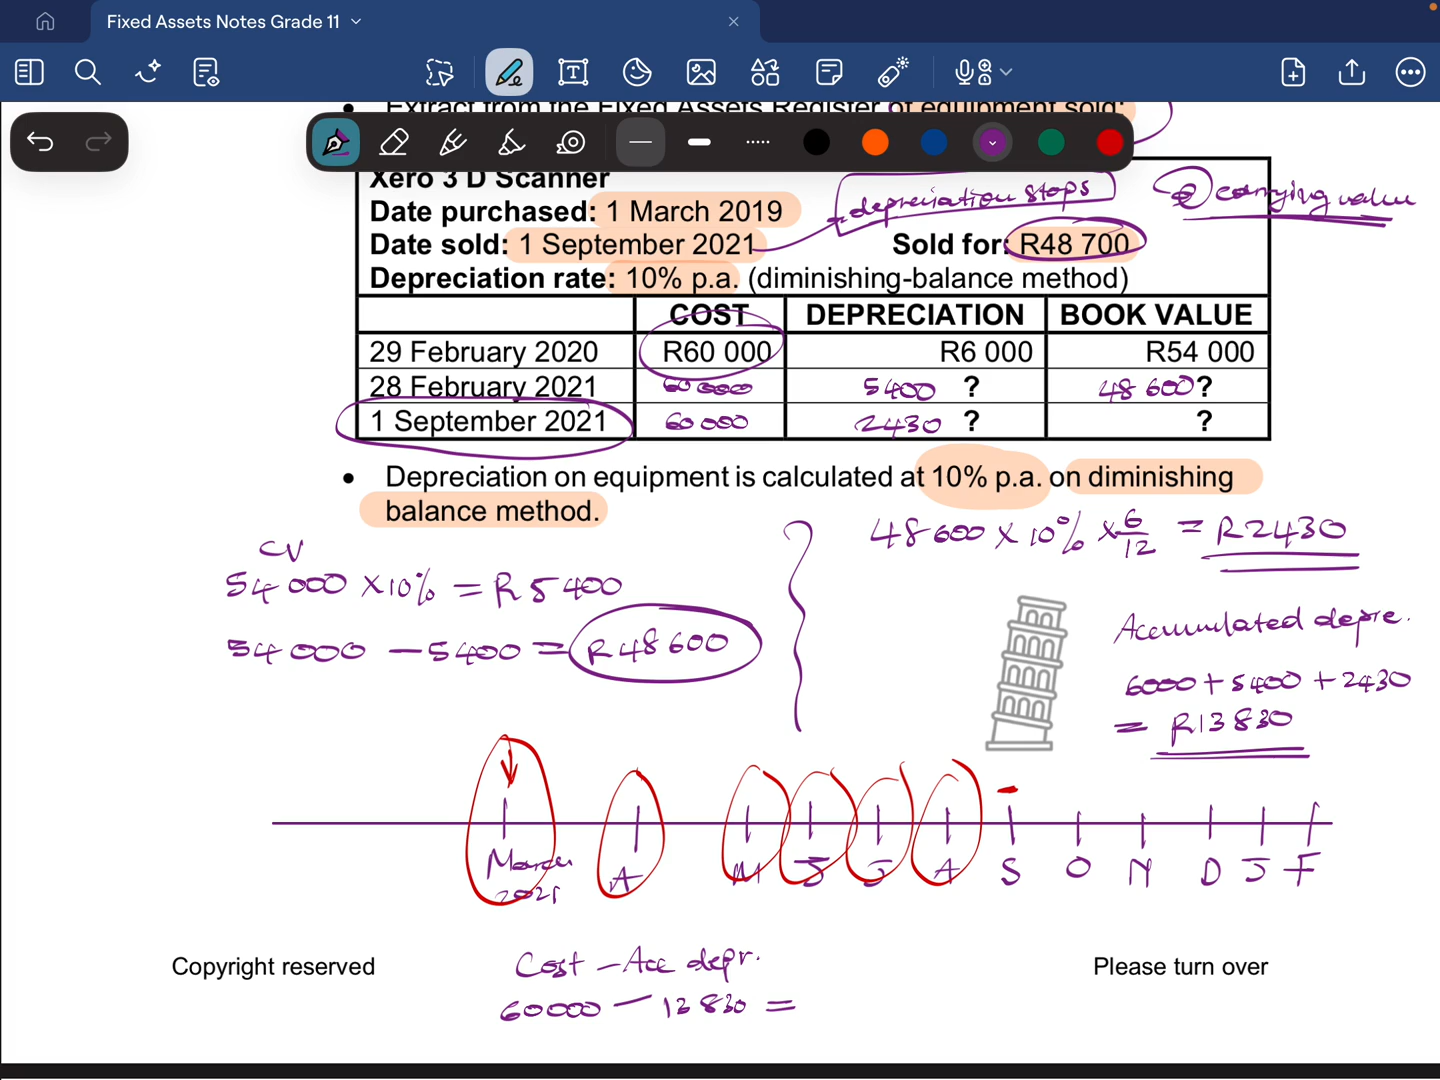 Fixed Assets Notes Grade 11
Extract from the Fixed Assets Register of equipment sold:
Xero 3 D Scanner
depreciation stops
carrying value
Date purchased: 1 March 2019
Date sold: 1 September 2021 Sold for: R48 700
Depreciation rate: 10% p.a. (diminishing-balance method)
COST DEPRECIATION BOOK VALUE
29 February 2020 R60 000 R6 000 R54 000
28 February 2021 60 000 5400 ? 48 600 ?
1 September 2021 60 000 2430 ? ?
• Depreciation on equipment is calculated at 10% p.a. on diminishing
balance method.
48 600 × 10% × 6/12 = R2430
CV
54 000 × 10% = R5 400
54 000 – 5400 = R48 600
Accumulated depre.
6000 + 5400 + 2430
= R13 830
March A M J J A S O N D J F
2021
Copyright reserved
Please turn over
Cost – Acc depr.
60000 – 13 830 =